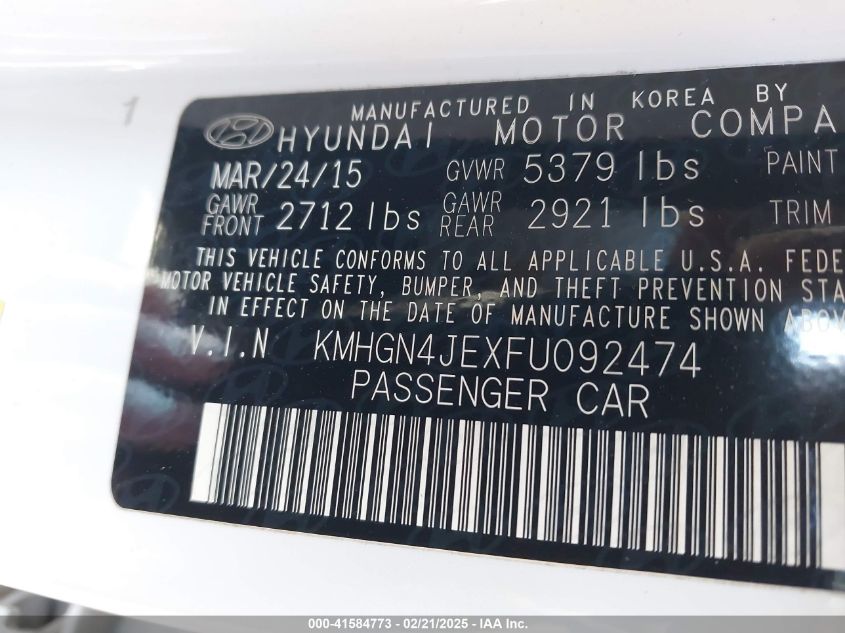 1
MANUFACTURED IN KOREA BY
HYUNDAI MOTOR COMPA
MAR/24/15 GVWR 5379 lbs PAINT
GAWR FRONT 2712 lbs GAWR REAR 2921 lbs TRIM
THIS VEHICLE CONFORMS TO ALL APPLICABLE U.S.A. FEDE
MOTOR VEHICLE SAFETY, BUMPER, AND THEFT PREVENTION STA
IN EFFECT ON THE DATE OF MANUFACTURE SHOWN ABOV
V.I.N KMHGN4JEXFU092474
PASSENGER CAR
000-41584773 - 02/21/2025 - IAA Inc.